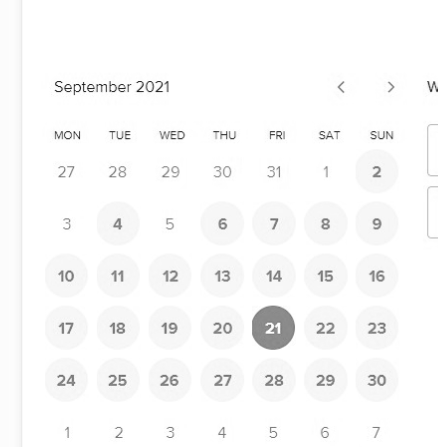 September 2021
W
MON TUE WED THU FRI SAT SUN
27 28 29 30 31 1 2
3 4 5 6 7 8 9
10 11 12 13 14 15 16
17 18 19 20 21 22 23
24 25 26 27 28 29 30
1 2 3 4 5 6 7